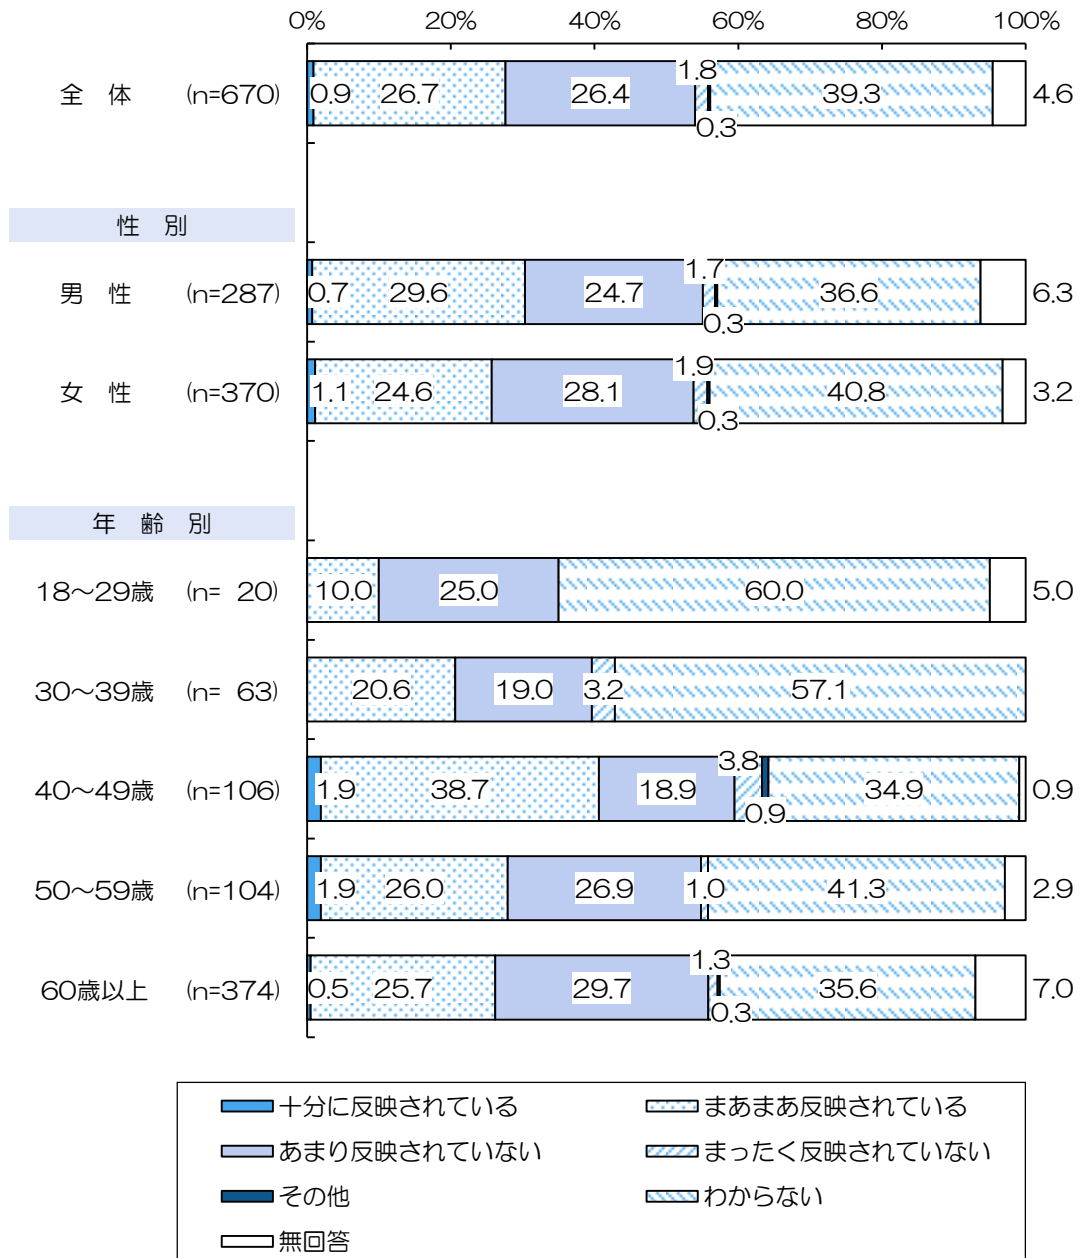 0% 20% 40% 60% 80% 100%
全 体 (n=670) 0.9 26.7 26.4 1.8 0.3 39.3 4.6
性 別
男 性 (n=287) 0.7 29.6 24.7 1.7 0.3 36.6 6.3
女 性 (n=370) 1.1 24.6 28.1 1.9 0.3 40.8 3.2
年 齢 別
18～29歳 (n= 20) 10.0 25.0 60.0 5.0
30～39歳 (n= 63) 20.6 19.0 3.2 57.1
40～49歳 (n=106) 1.9 38.7 18.9 3.8 0.9 34.9 0.9
50～59歳 (n=104) 1.9 26.0 26.9 1.0 41.3 2.9
60歳以上 (n=374) 0.5 25.7 29.7 1.3 0.3 35.6 7.0
十分に反映されている まあまあ反映されている
あまり反映されていない まったく反映されていない
その他 わからない
無回答